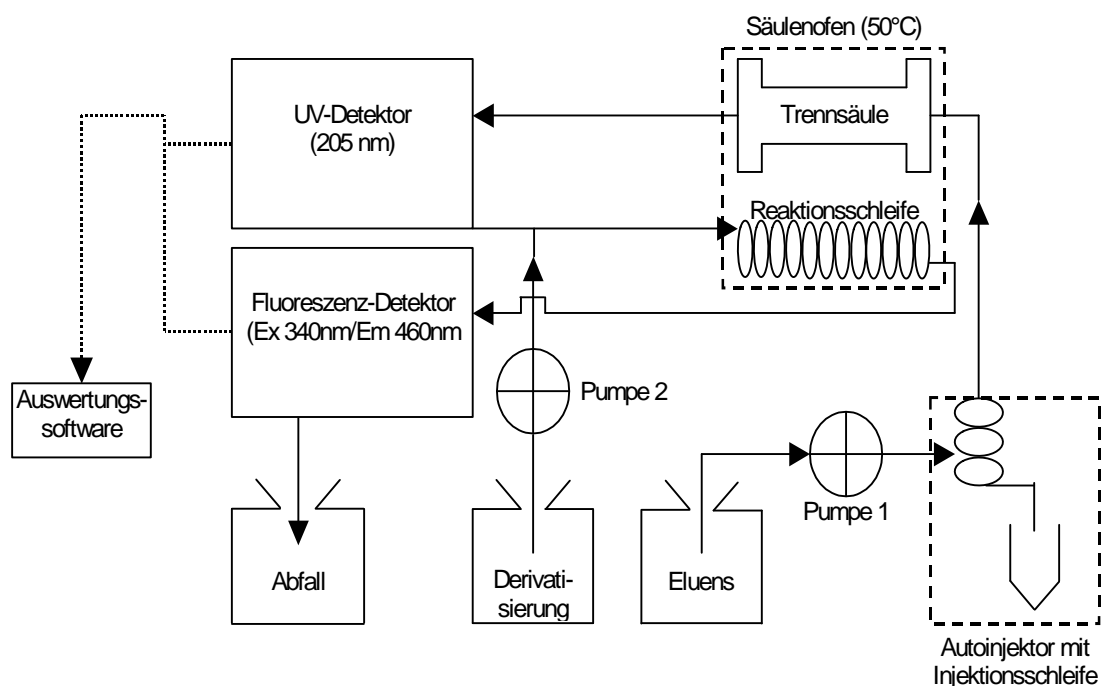 Säulenofen (50°C)
UV-Detektor
(205 nm)
Trennsäule
Reaktionsschleife
Fluoreszenz-Detektor
(Ex 340nm/Em 460nm
Pumpe 2
Auswertungs-
software
Pumpe 1
Abfall
Derivati-
sierung
Eluens
Autoinjektor mit
Injektionsschleife